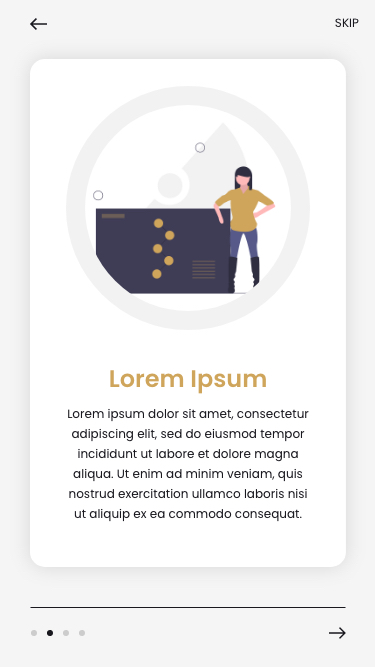 SKIP
Lorem Ipsum
Lorem ipsum dolor sit amet, consectetur
adipiscing elit, sed do eiusmod tempor
incididunt ut labore et dolore magna
aliqua. Ut enim ad minim veniam, quis
nostrud exercitation ullamco laboris nisi
ut aliquip ex ea commodo consequat.